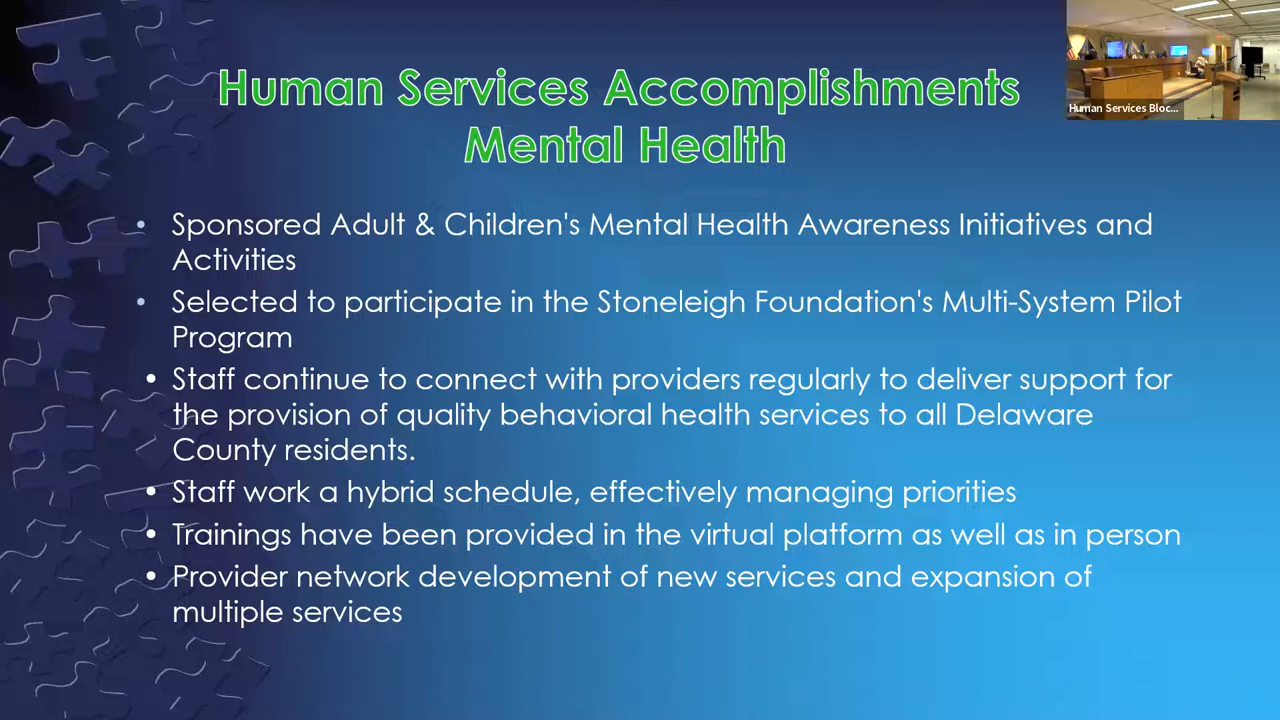 Human Services Accomplishments
Mental Health
Human Services Bloc...
• Sponsored Adult & Children's Mental Health Awareness Initiatives and
Activities
• Selected to participate in the Stoneleigh Foundation's Multi-System Pilot
Program
• Staff continue to connect with providers regularly to deliver support for
the provision of quality behavioral health services to all Delaware
County residents.
• Staff work a hybrid schedule, effectively managing priorities
• Trainings have been provided in the virtual platform as well as in person
• Provider network development of new services and expansion of
multiple services